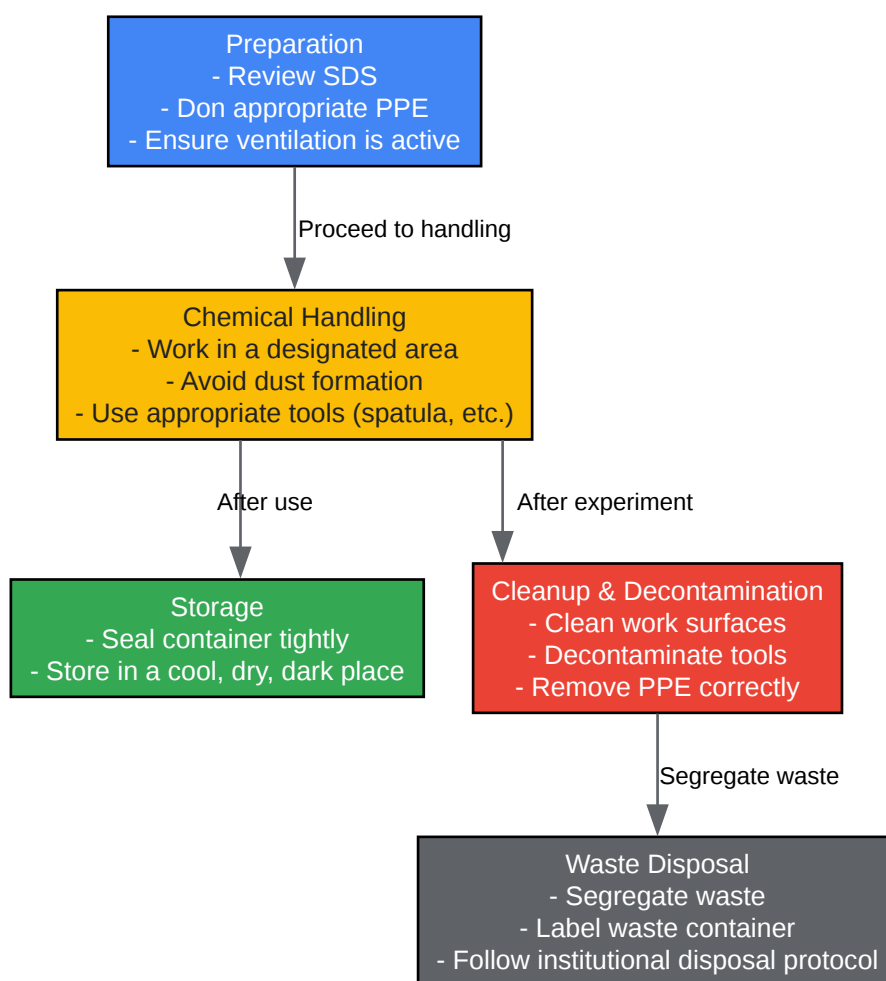 Preparation
- Review SDS
- Don appropriate PPE
- Ensure ventilation is active
Proceed to handling
Chemical Handling
- Work in a designated area
- Avoid dust formation
- Use appropriate tools (spatula, etc.)
After use
After experiment
Storage
- Seal container tightly
- Store in a cool, dry, dark place
Cleanup & Decontamination
- Clean work surfaces
- Decontaminate tools
- Remove PPE correctly
Segregate waste
Waste Disposal
- Segregate waste
- Label waste container
- Follow institutional disposal protocol